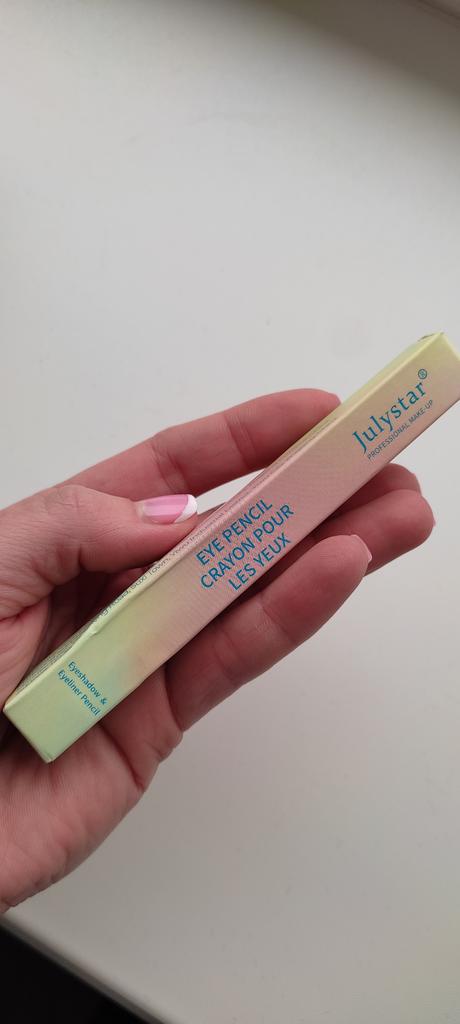 Julystar®
PROFESSIONAL MAKE-UP
EYE PENCIL
CRAYON POUR
LES YEUX
Eyeshadow &
Eyeliner Pencil